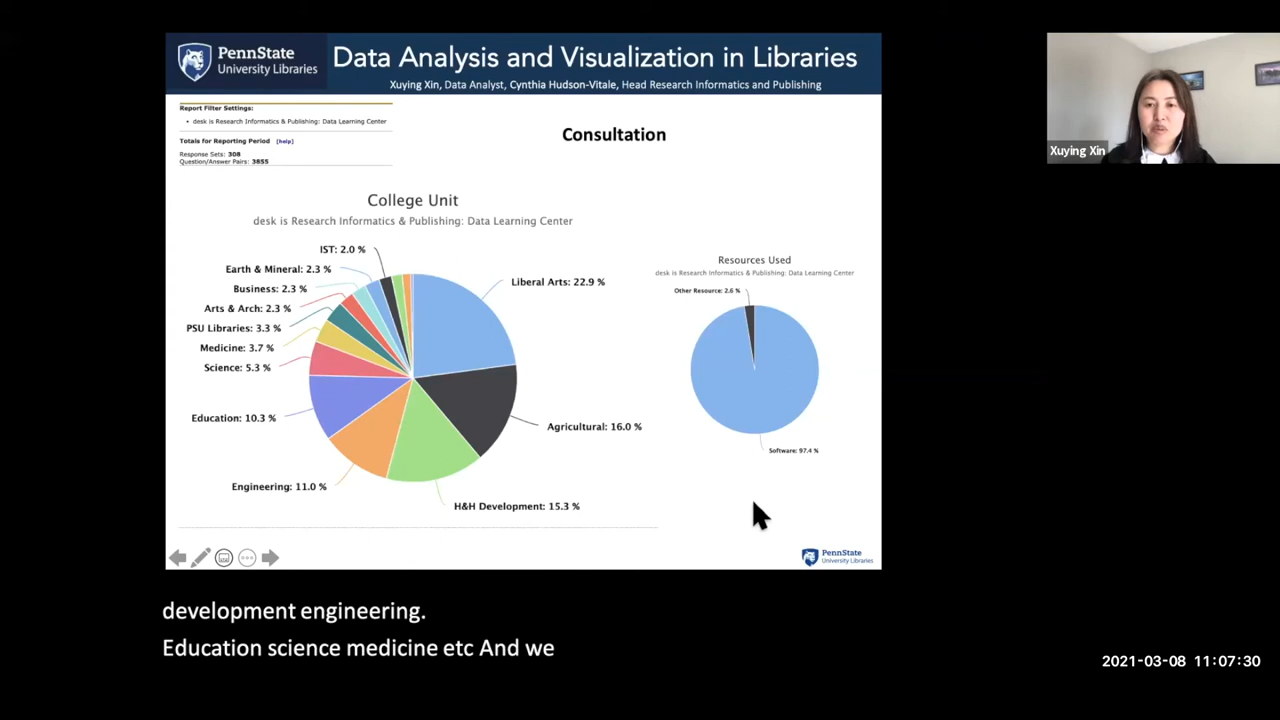 PennState
University Libraries
Data Analysis and Visualization in Libraries
Xuying Xin, Data Analyst, Cynthia Hudson-Vitale, Head Research Informatics and Publishing
Report Filter Settings:
• desk is Research Informatics & Publishing: Data Learning Center
Totals for Reporting Period [help]
Response Sets: 308
Question/Answer Pairs: 3855
Consultation
College Unit
desk is Research Informatics & Publishing: Data Learning Center
IST: 2.0 %
Earth & Mineral: 2.3 %
Business: 2.3 %
Arts & Arch: 2.3 %
PSU Libraries: 3.3 %
Medicine: 3.7 %
Science: 5.3 %
Education: 10.3 %
Engineering: 11.0 %
Liberal Arts: 22.9 %
Agricultural: 16.0 %
H&H Development: 15.3 %
Resources Used
desk is Research Informatics & Publishing: Data Learning Center
Other Resource: 2.6 %
Software: 97.4 %
PennState
University Libraries
Xuying Xin
development engineering.
Education science medicine etc And we
2021-03-08 11:07:30